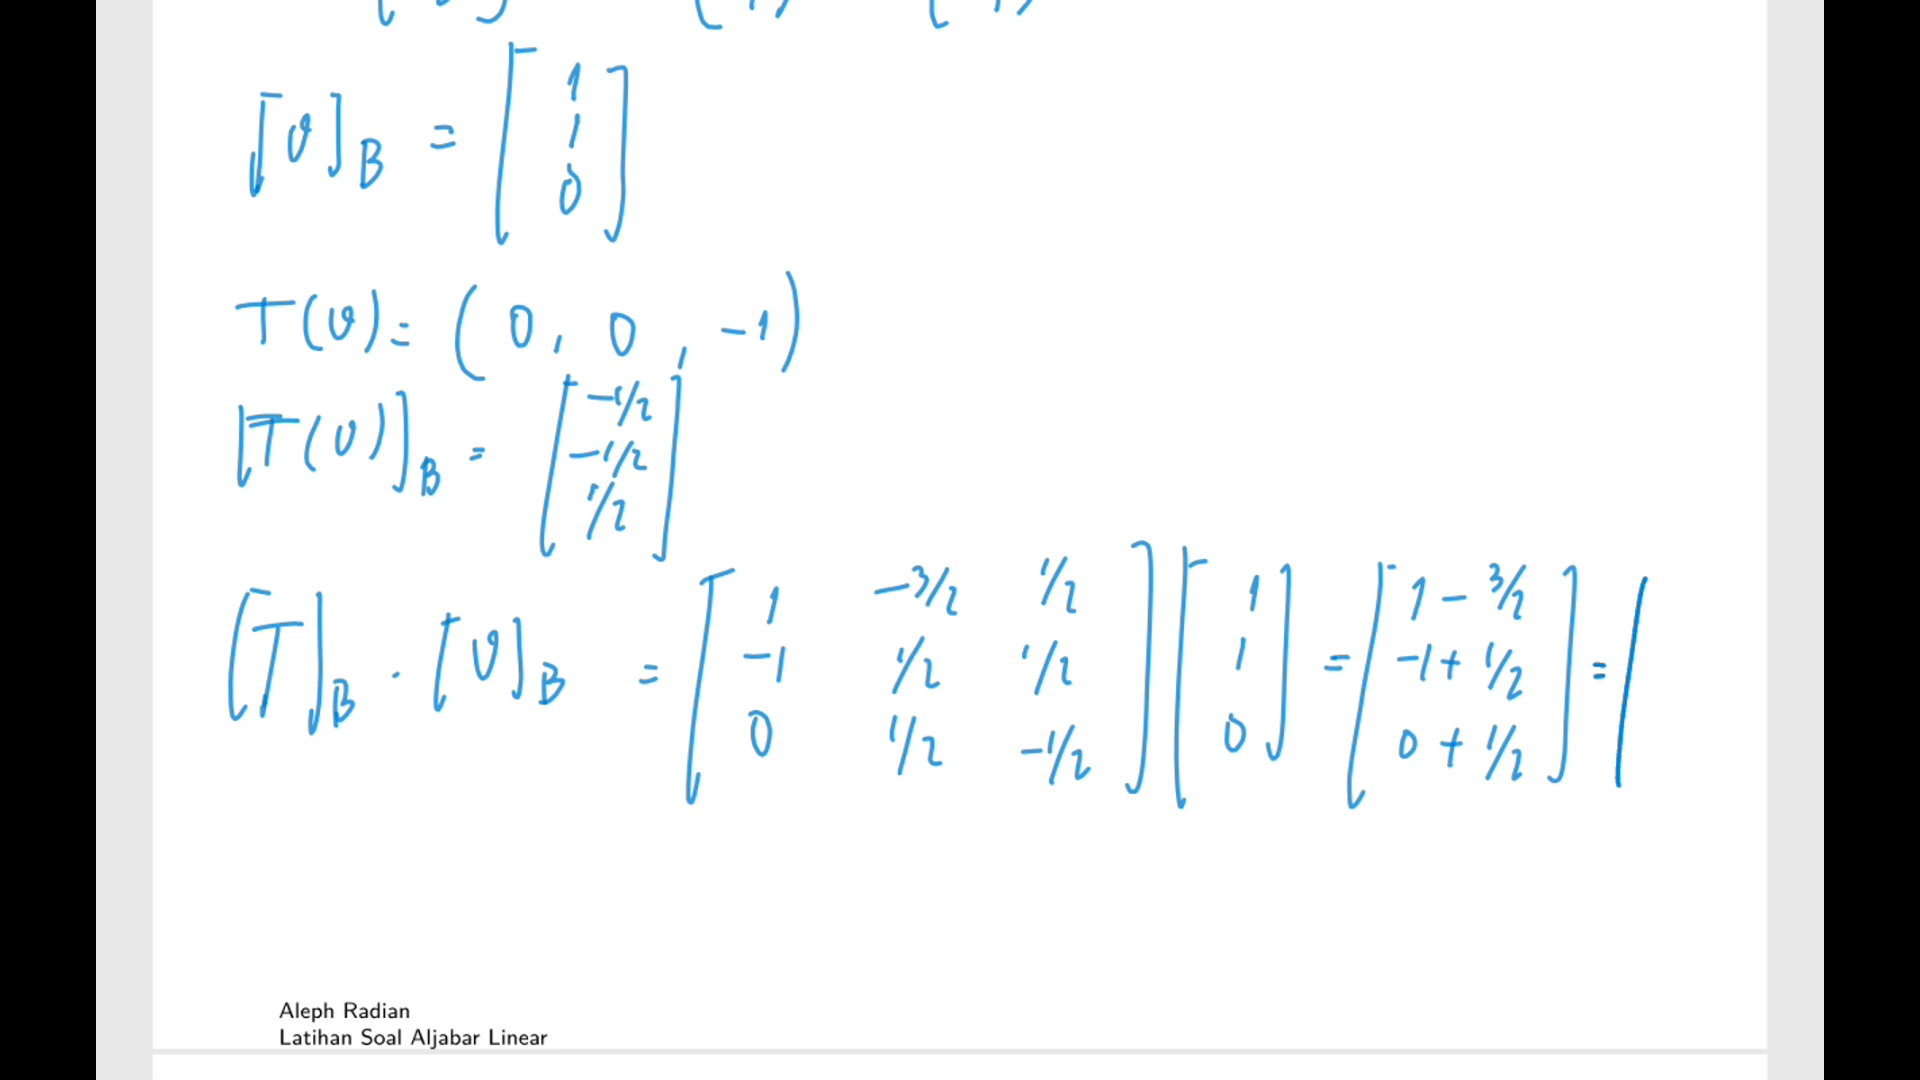 [v]_B = [1 1 0]
T(v) = (0, 0, -1)
[T(v)]_B = [-1/2 -1/2 1/2]
[T]_B · [v]_B = [1 -3/2 1/2 -1 1/2 1/2 0 1/2 -1/2] [1 1 0] = [1 - 3/2 -1 + 1/2 0 + 1/2] =
Aleph Radian
Latihan Soal Aljabar Linear